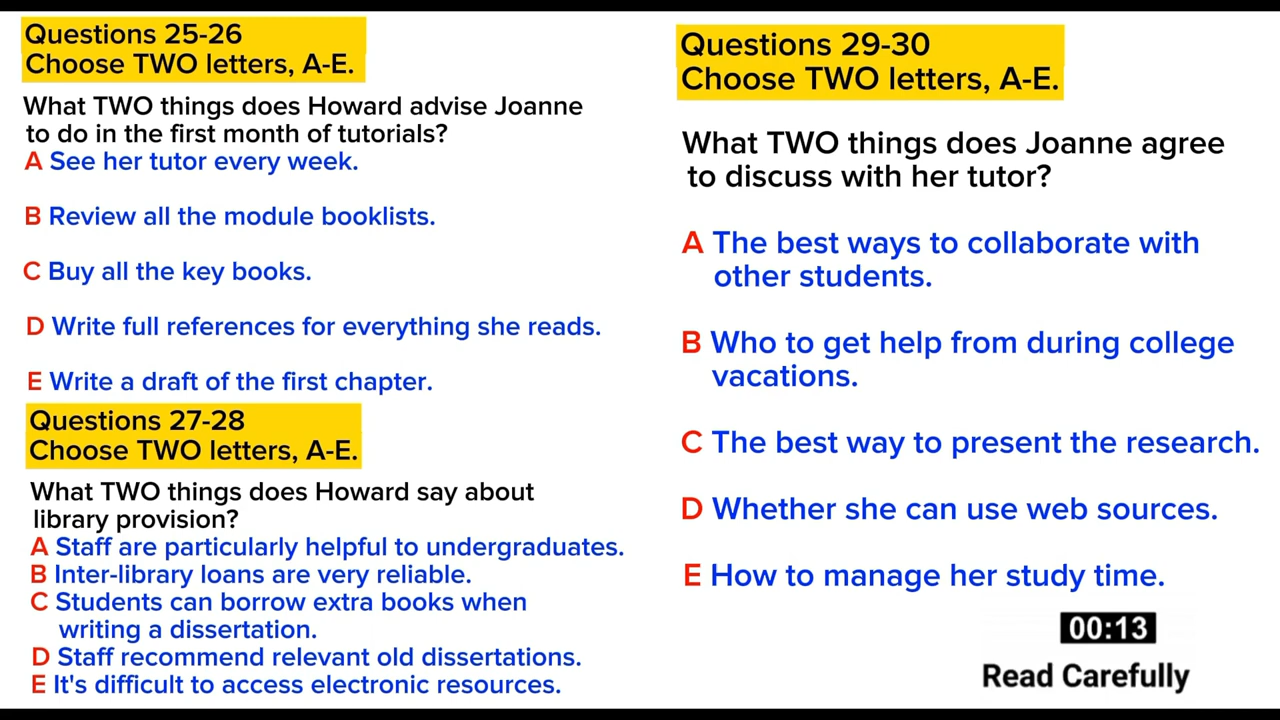 Questions 25-26
Choose TWO letters, A-E.
What TWO things does Howard advise Joanne
to do in the first month of tutorials?
A See her tutor every week.
B Review all the module booklists.
C Buy all the key books.
D Write full references for everything she reads.
E Write a draft of the first chapter.
Questions 27-28
Choose TWO letters, A-E.
What TWO things does Howard say about
library provision?
A Staff are particularly helpful to undergraduates.
B Inter-library loans are very reliable.
C Students can borrow extra books when
writing a dissertation.
D Staff recommend relevant old dissertations.
E It's difficult to access electronic resources.
Questions 29-30
Choose TWO letters, A-E.
What TWO things does Joanne agree
to discuss with her tutor?
A The best ways to collaborate with
other students.
B Who to get help from during college
vacations.
C The best way to present the research.
D Whether she can use web sources.
E How to manage her study time.
00:13
Read Carefully